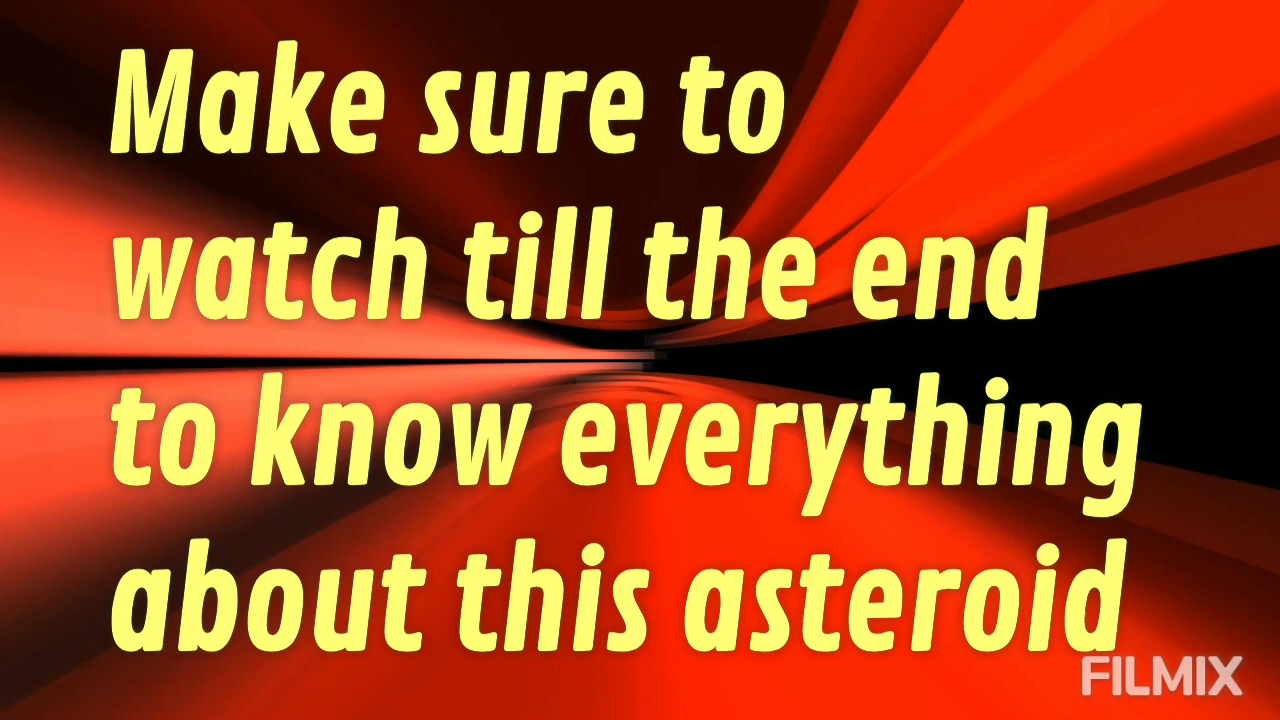 Make sure to
watch till the end
to know everything
about this asteroid
FILMIX